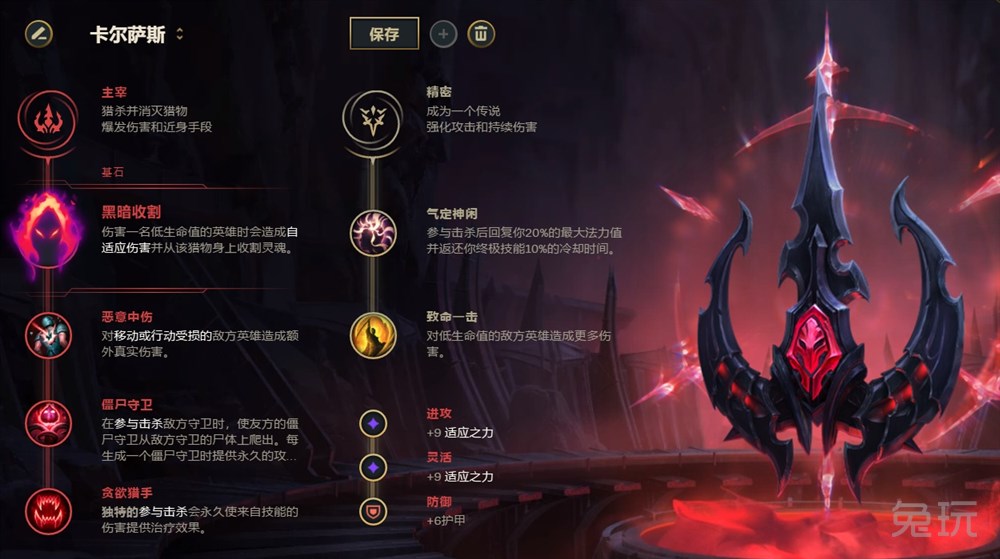 卡尔萨斯
保存
主宰
猎杀并消灭猎物
爆发伤害和近身手段
基石
黑暗收割
伤害一名低生命值的英雄时会造成自
适应伤害并从该猎物身上收割灵魂。
恶意中伤
对移动或行动受损的敌方英雄造成额
外真实伤害。
僵尸守卫
在参与击杀敌方守卫时，使友方的僵
尸守卫从敌方守卫的尸体上爬出。每
生成一个僵尸守卫时提供永久的攻...
贪欲猎手
独特的参与击杀会永久使来自技能的
伤害提供治疗效果。
精密
成为一个传说
强化攻击和持续伤害
气定神闲
参与击杀后回复你20%的最大法力值
并返还你终极技能10%的冷却时间。
致命一击
对低生命值的敌方英雄造成更多伤
害。
进攻
+9 适应之力
灵活
+9 适应之力
防御
+6护甲
兔玩